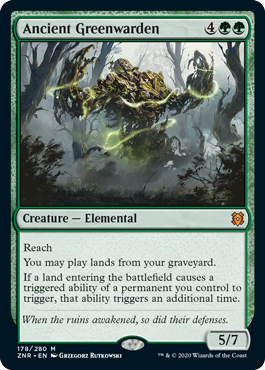 Ancient Greenwarden 4
Creature — Elemental
Reach
You may play lands from your graveyard.
If a land entering the battlefield causes a
triggered ability of a permanent you control to
trigger, that ability triggers an additional time.
When the ruins awakened, so did their defenses.
5/7
178/280 M
ZNR • EN GRZEGORZ RUTKOWSKI ™ & © 2020 Wizards of the Coast